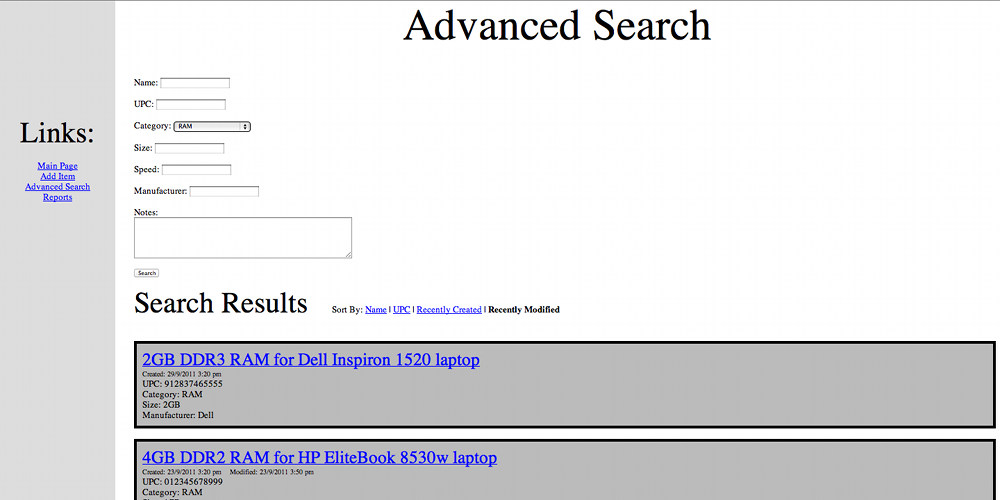 Advanced Search
Links:
Main Page
Add Item
Advanced Search
Reports
Name:
UPC:
Category: RAM
Size:
Speed:
Manufacturer:
Notes:
Search
Search Results
Sort By: Name | UPC | Recently Created | Recently Modified
2GB DDR3 RAM for Dell Inspiron 1520 laptop
Created: 29/9/2011 3:20 pm
UPC: 912837465555
Category: RAM
Size: 2GB
Manufacturer: Dell
4GB DDR2 RAM for HP EliteBook 8530w laptop
Created: 23/9/2011 3:20 pm Modified: 23/9/2011 3:50 pm
UPC: 012345678999
Category: RAM